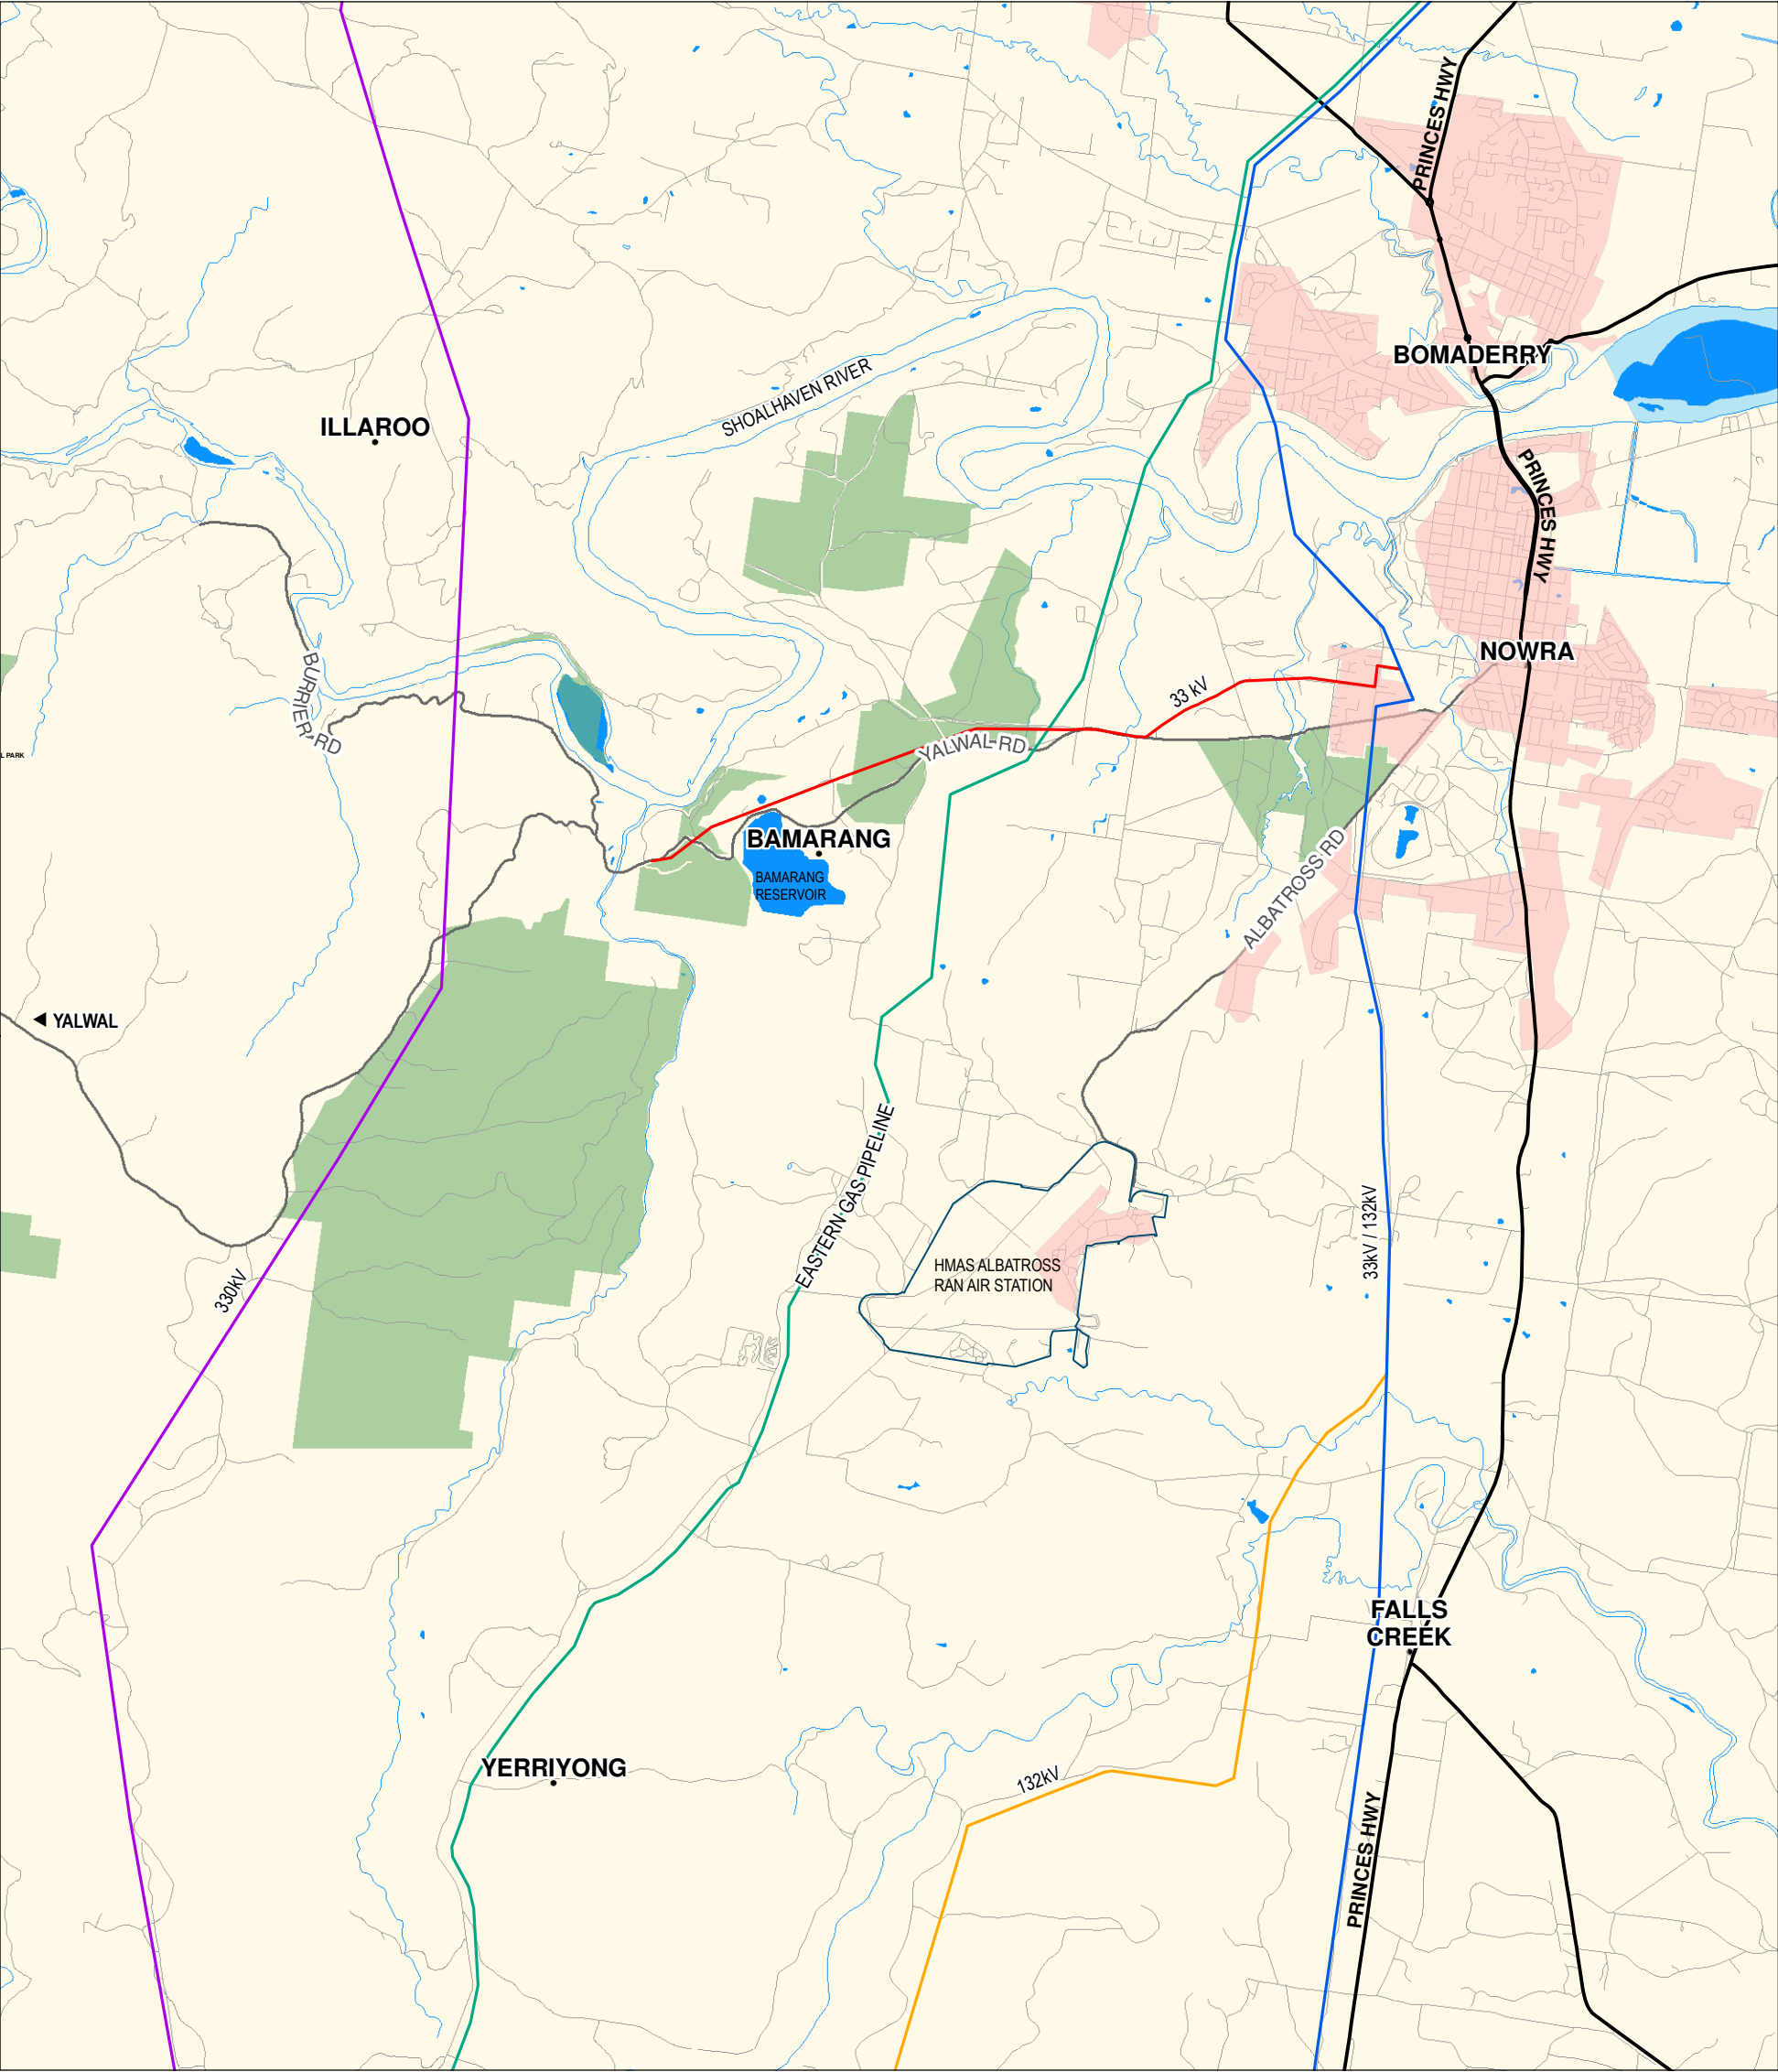 PRINCES HWY
BOMADERRY
SHOALHAVEN RIVER
ILLAROO
PRINCES HWY
NOWRA
BURRIER RD
33 kV
YALWAL RD
L PARK
BAMARANG
BAMARANG
RESERVOIR
ALBATROSS RD
YALWAL
EASTERN GAS PIPELINE
33kV / 132kV
HMAS ALBATROSS
RAN AIR STATION
330kV
FALLS
CREEK
YERRIYONG
132kV
PRINCES HWY